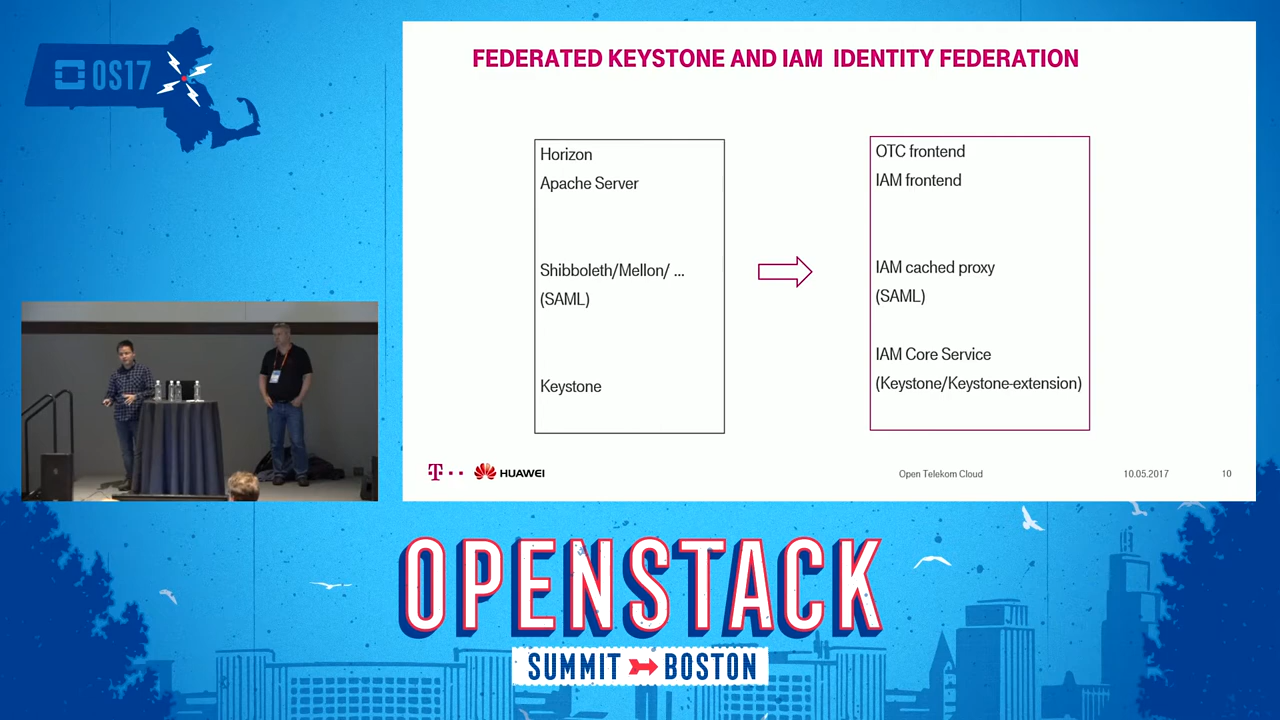 OS17
FEDERATED KEYSTONE AND IAM IDENTITY FEDERATION
Horizon
Apache Server
Shibboleth/Mellon/ ...
(SAML)
Keystone
OTC frontend
IAM frontend
IAM cached proxy
(SAML)
IAM Core Service
(Keystone/Keystone-extension)
T
HUAWEI
Open Telekom Cloud
10.05.2017
10
OPENSTACK
SUMMIT BOSTON